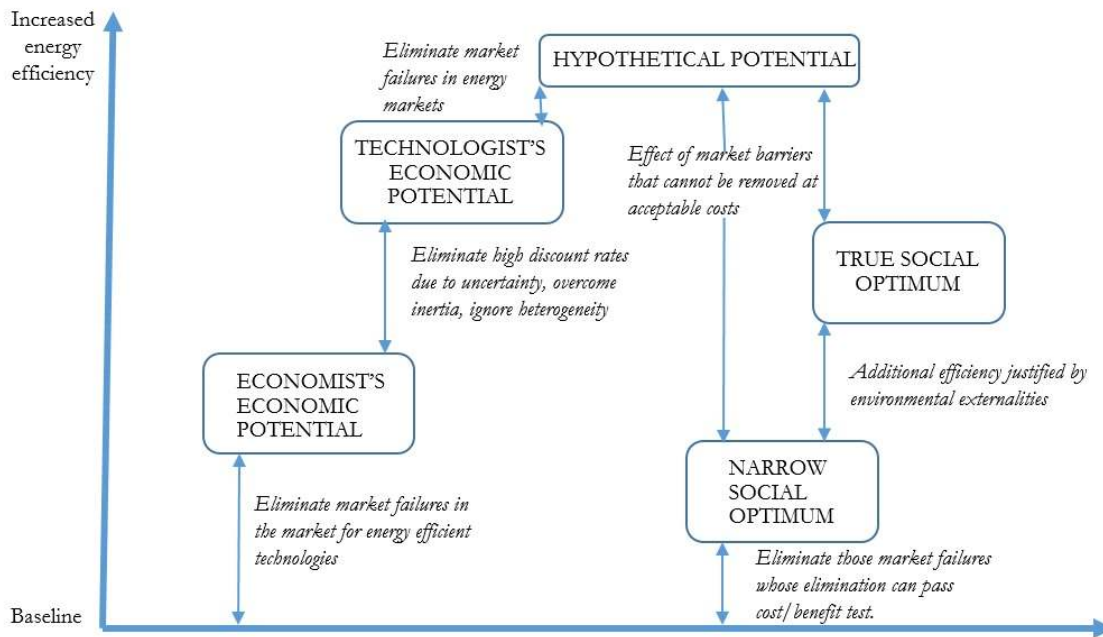 Increased
energy
efficiency
Eliminate market
failures in energy
markets
HYPOTHETICAL POTENTIAL
TECHNOLOGIST'S
ECONOMIC
POTENTIAL
Effect of market barriers
that cannot be removed at
acceptable costs
Eliminate high discount rates
due to uncertainty, overcome
inertia, ignore heterogeneity
TRUE SOCIAL
OPTIMUM
ECONOMIST'S
ECONOMIC
POTENTIAL
Additional efficiency justified by
environmental externalities
NARROW
SOCIAL
OPTIMUM
Eliminate market failures in
the market for energy efficient
technologies
Eliminate those market failures
whose elimination can pass
cost/benefit test.
Baseline